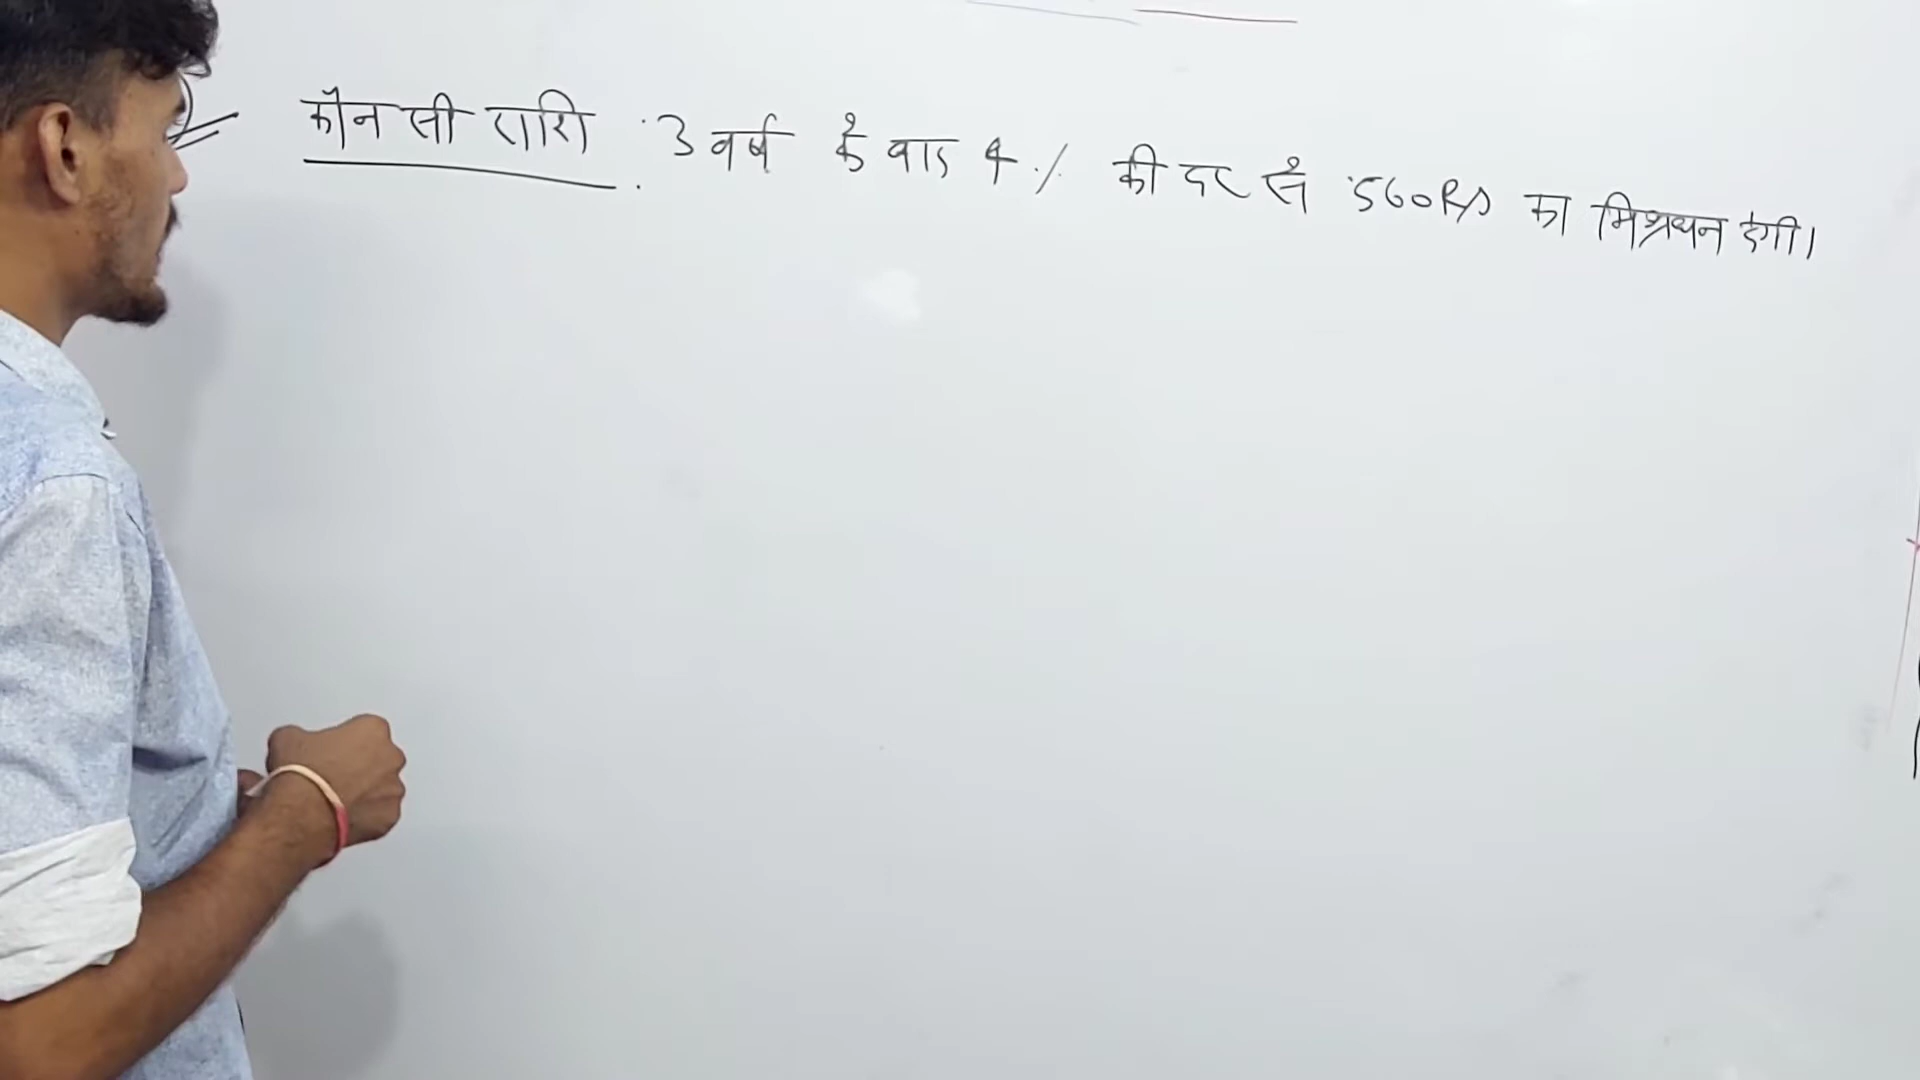 कौन सी राशि 3 वर्ष के बाद 4% की दर से 560Rs का मिश्रधन देगी।